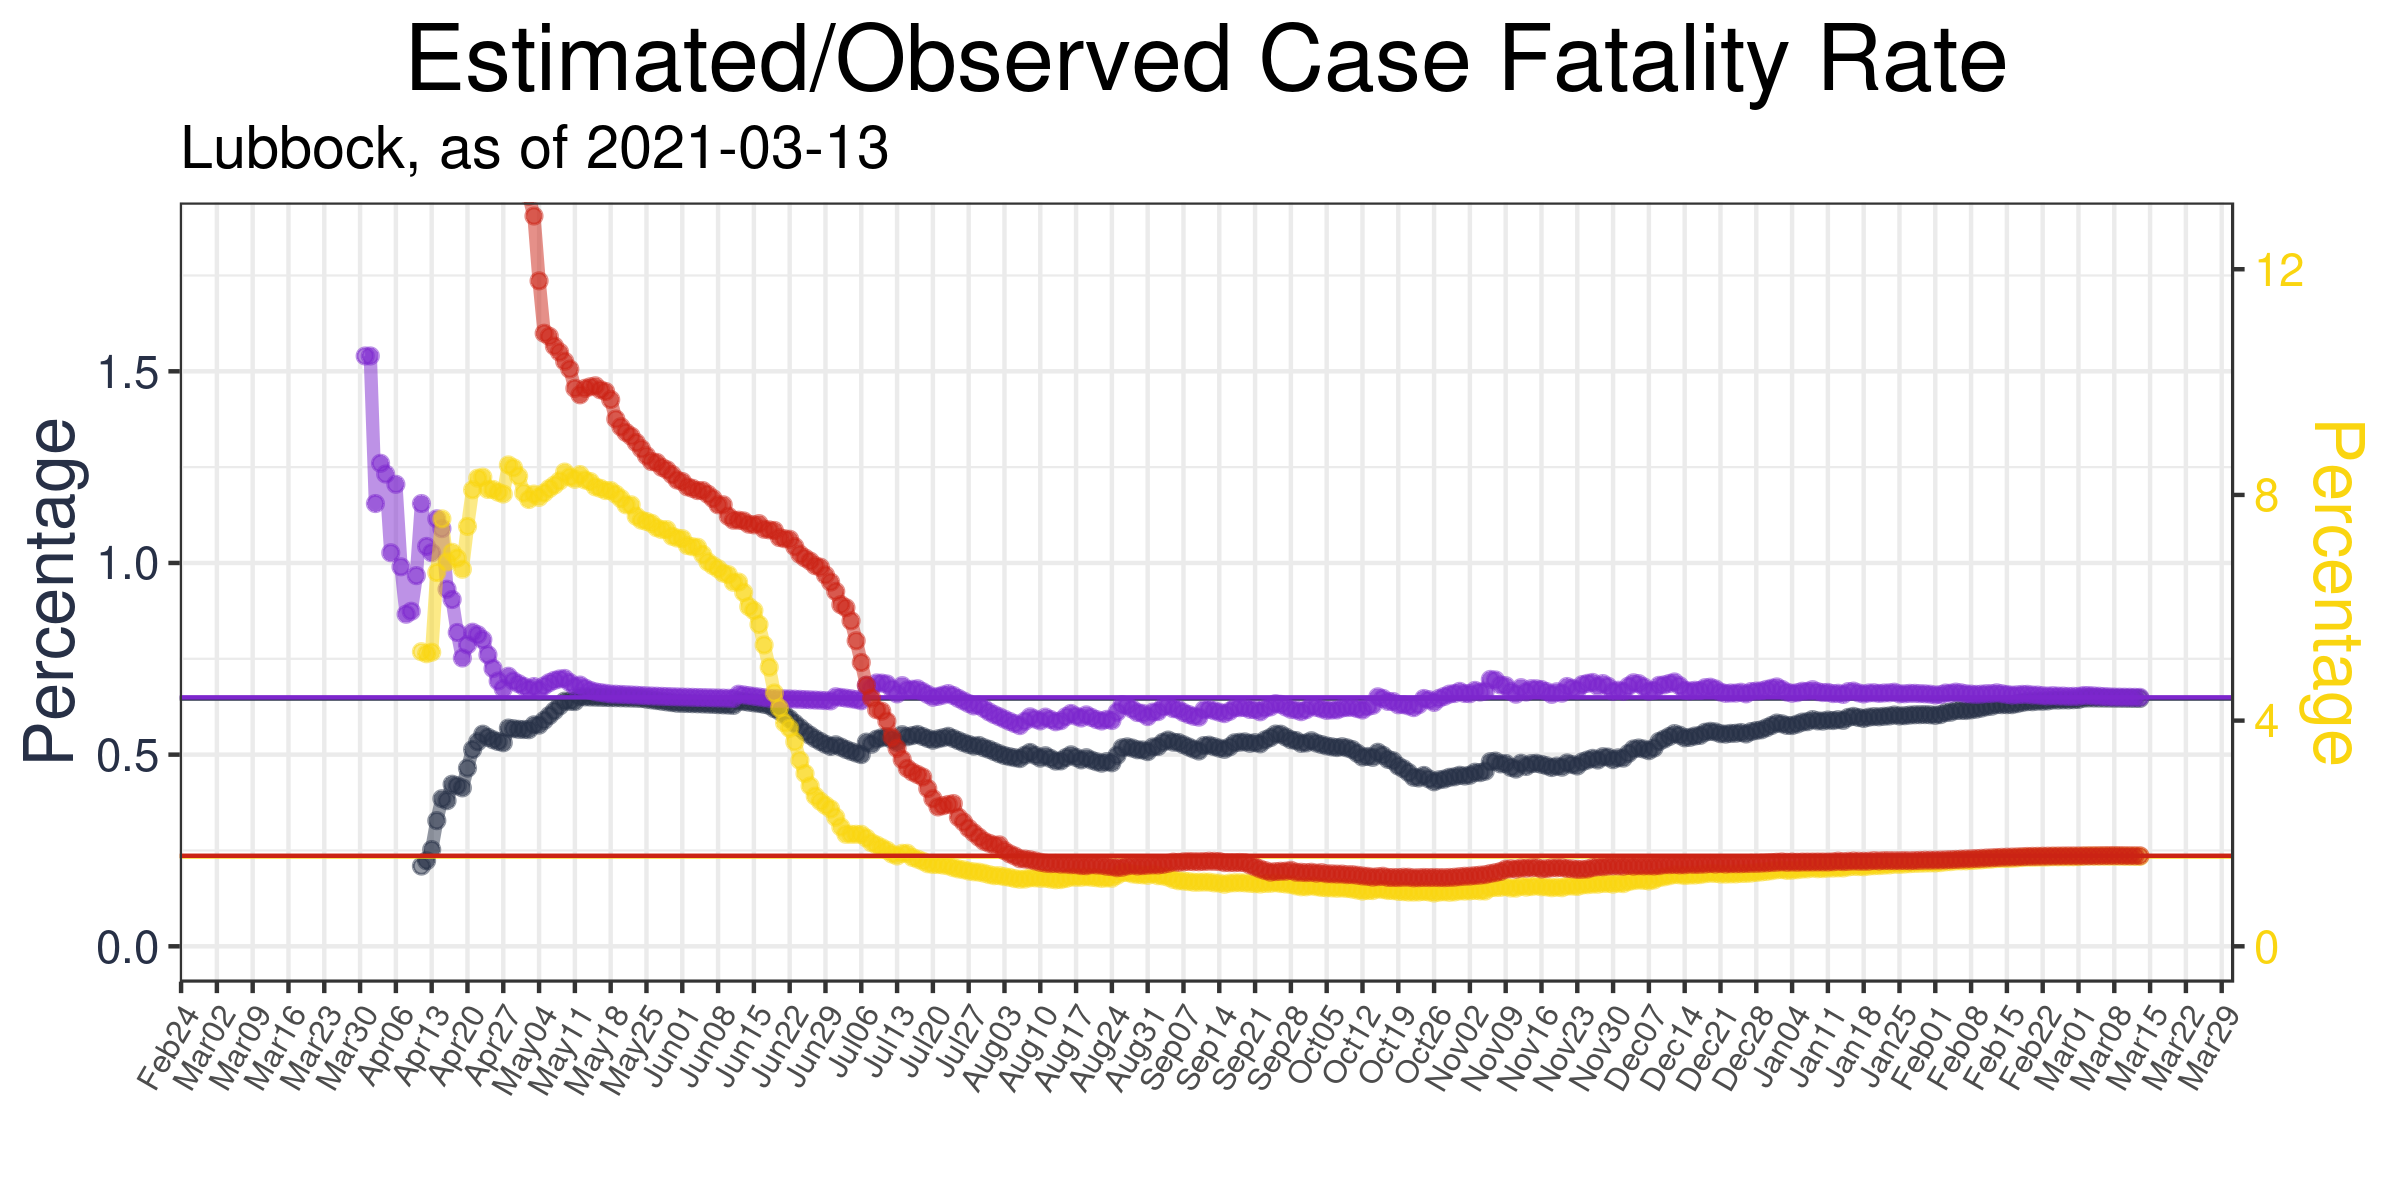 Estimated/Observed Case Fatality Rate
Lubbock, as of 2021-03-13
Percentage
1.5
1.0
0.5
0.0
12
8
4
0
Percentage
Feb24
Mar02
Mar09
Mar16
Mar23
Mar30
Apr06
Apr13
Apr20
Apr27
May04
May11
May18
May25
Jun01
Jun08
Jun15
Jun22
Jun29
Jul06
Jul13
Jul20
Jul27
Aug03
Aug10
Aug17
Aug24
Aug31
Sep07
Sep14
Sep21
Sep28
Oct05
Oct12
Oct19
Oct26
Nov02
Nov09
Nov16
Nov23
Nov30
Dec07
Dec14
Dec21
Dec28
Jan04
Jan11
Jan18
Jan25
Feb01
Feb08
Feb15
Feb22
Mar01
Mar08
Mar15
Mar22
Mar29